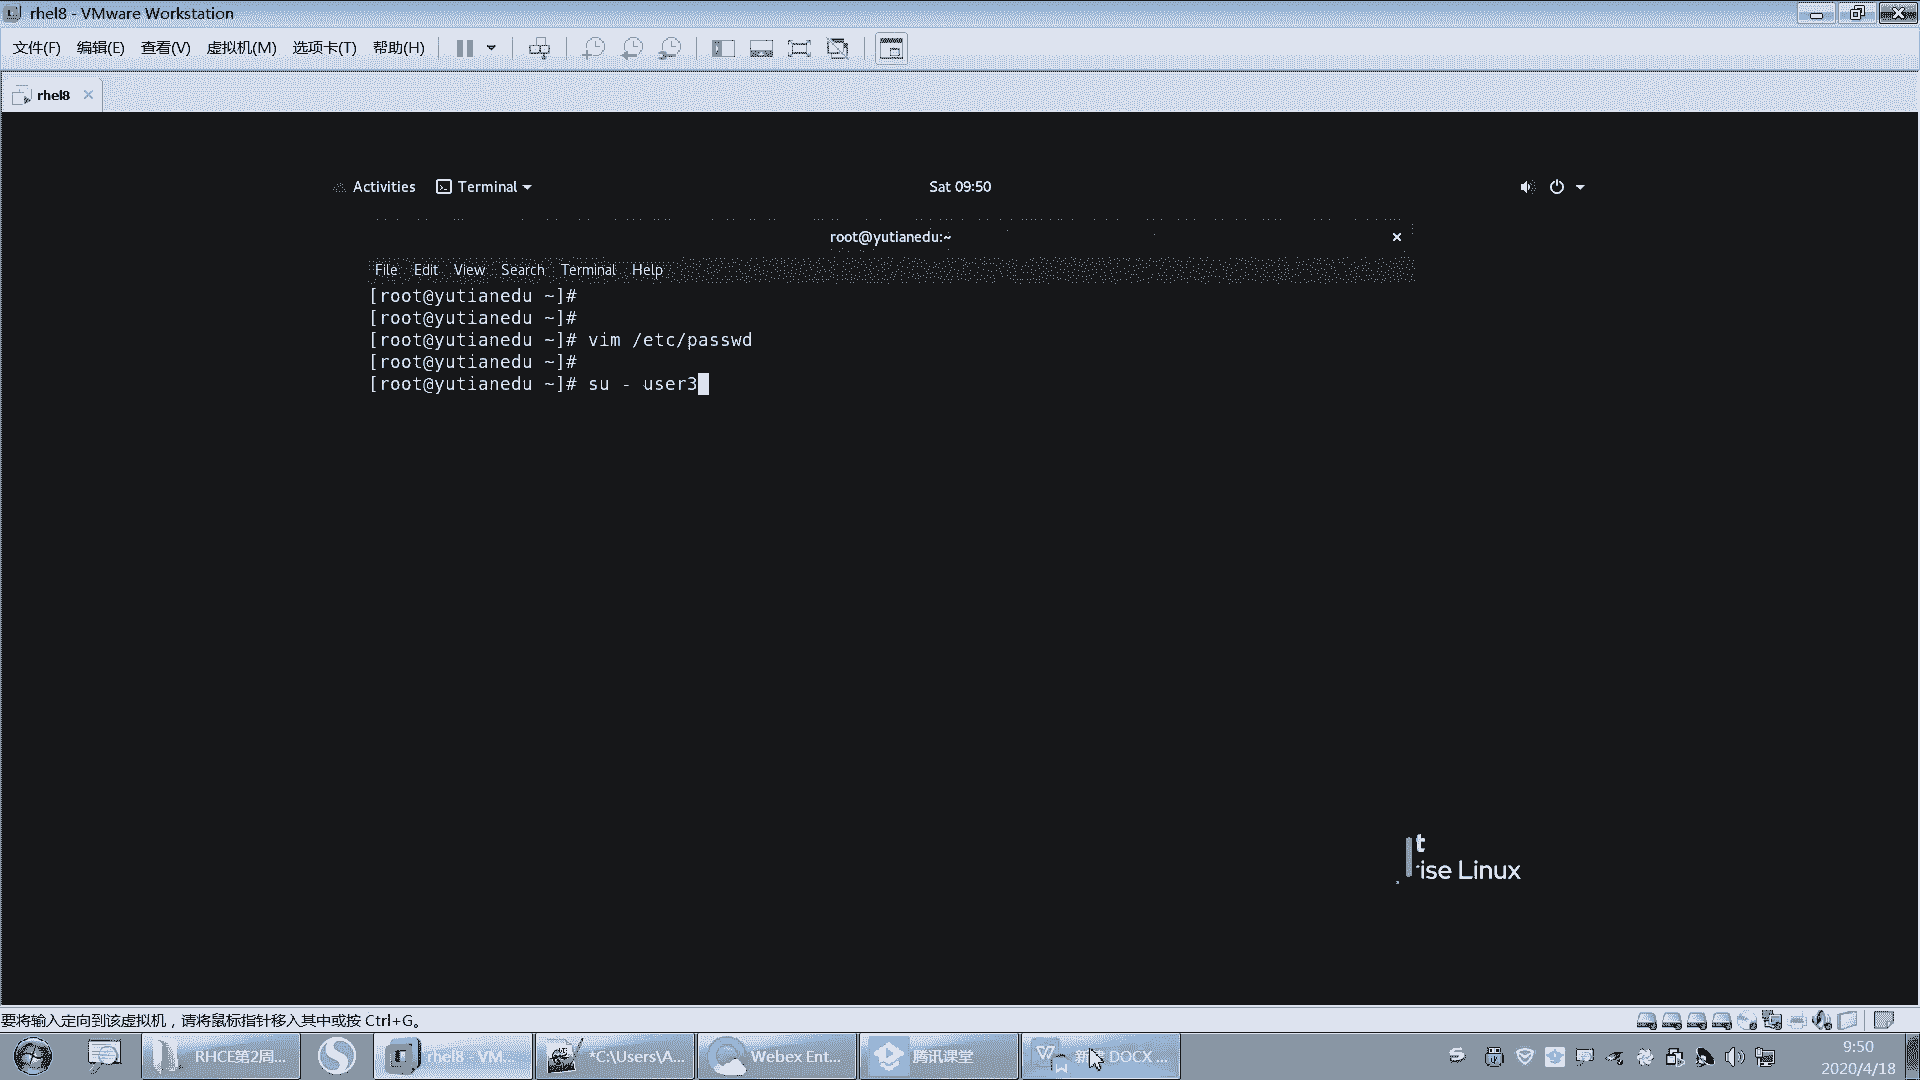 rhel8 - VMware Workstation
文件(F) 编辑(E) 查看(V) 虚拟机(M) 选项卡(T) 帮助(H)
rhel8
Activities Terminal Sat 09:50
root@yutianedu:~
File Edit View Search Terminal Help
[root@yutianedu ~]#
[root@yutianedu ~]#
[root@yutianedu ~]# vim /etc/passwd
[root@yutianedu ~]#
[root@yutianedu ~]# su - user3
t
ise Linux
要将输入定向到该虚拟机，请将鼠标指针移入其中或按 Ctrl+G。
RHCE第2周... rhel8 - VM... *C:\Users\A... Webex Ent... 腾讯课堂 新 DOCX ... 9:50
2020/4/18